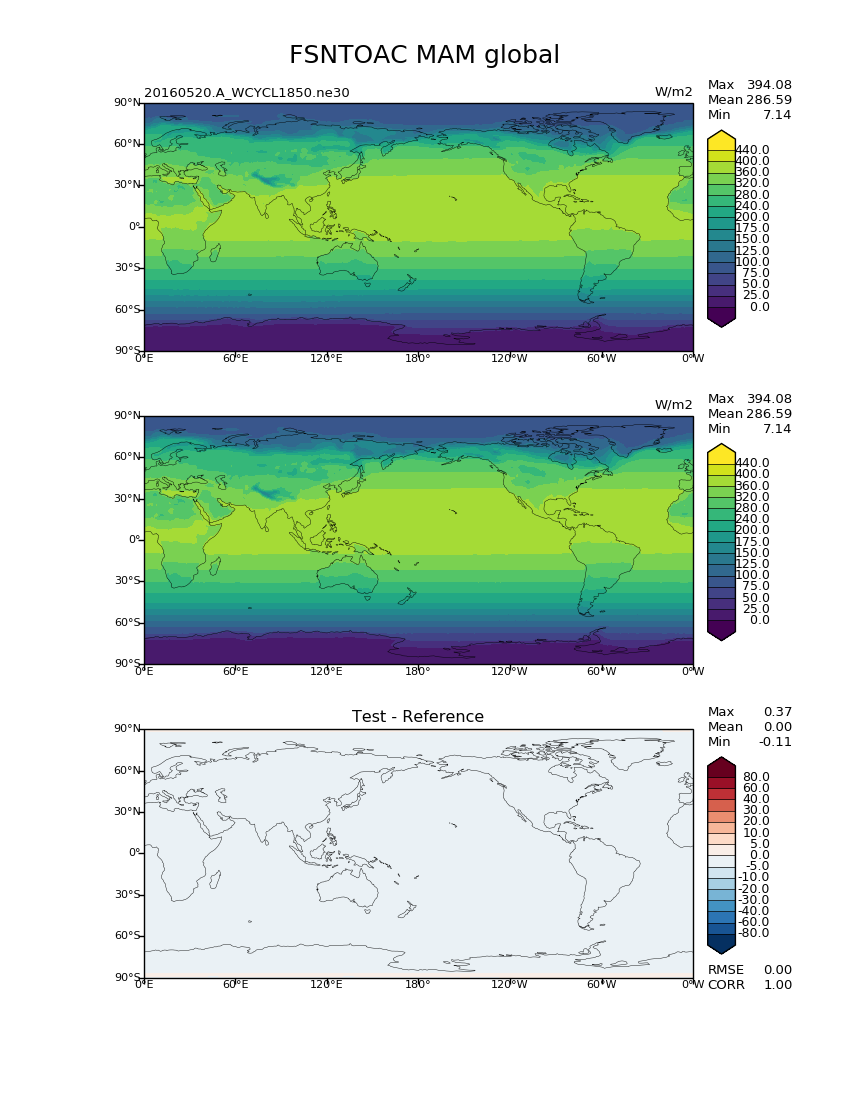 FSNTOAC MAM global
20160520.A_WCYCL1850.ne30
W/m2
Max 394.08
Mean 286.59
Min 7.14
90°N
60°N
30°N
0°
30°S
60°S
90°S
0°E 60°E 120°E 180° 120°W 60°W 0°W
440.0
400.0
360.0
320.0
280.0
240.0
200.0
175.0
150.0
125.0
100.0
75.0
50.0
25.0
0.0
W/m2
Max 394.08
Mean 286.59
Min 7.14
90°N
60°N
30°N
0°
30°S
60°S
90°S
0°E 60°E 120°E 180° 120°W 60°W 0°W
440.0
400.0
360.0
320.0
280.0
240.0
200.0
175.0
150.0
125.0
100.0
75.0
50.0
25.0
0.0
Test - Reference
Max 0.37
Mean 0.00
Min -0.11
90°N
60°N
30°N
0°
30°S
60°S
90°S
0°E 60°E 120°E 180° 120°W 60°W 0°W
80.0
60.0
40.0
30.0
20.0
10.0
5.0
0.0
-5.0
-10.0
-20.0
-30.0
-40.0
-60.0
-80.0
RMSE 0.00
CORR 1.00